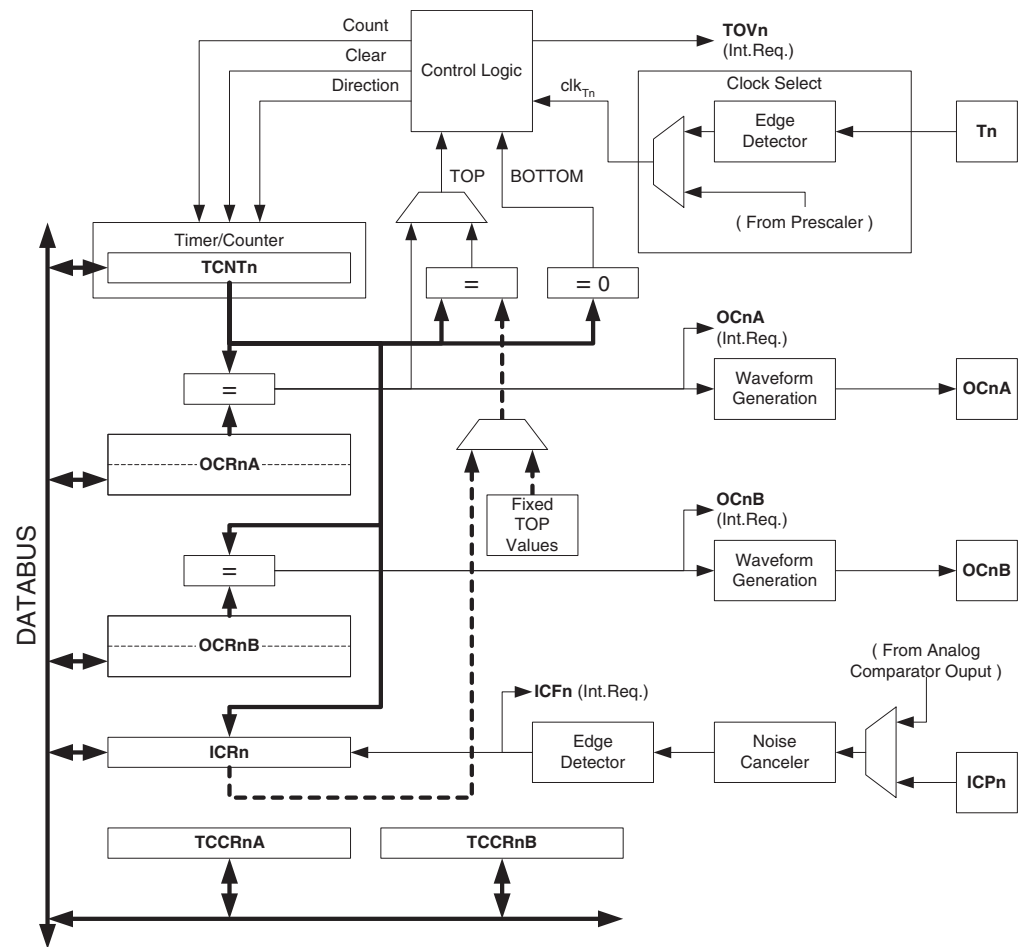 Count
Clear
Direction
Control Logic
TOVn
(Int.Req.)
clkTn
Clock Select
Edge
Detector
Tn
( From Prescaler )
TOP
BOTTOM
Timer/Counter
TCNTn
=
= 0
OCnA
(Int.Req.)
=
Waveform
Generation
OCnA
OCRnA
Fixed
TOP
Values
OCnB
(Int.Req.)
=
Waveform
Generation
OCnB
DATABUS
OCRnB
( From Analog
Comparator Ouput )
ICFn (Int.Req.)
ICRn
Edge
Detector
Noise
Canceler
ICPn
TCCRnA
TCCRnB